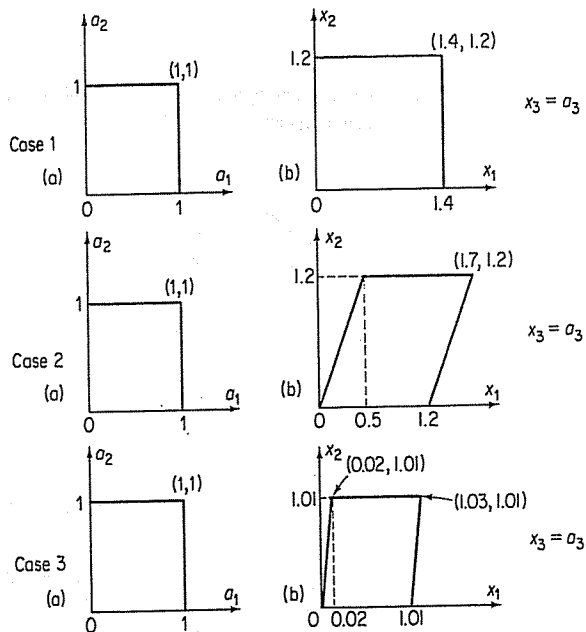 a₂
(1,1)
1
Case 1
(a)
a₁
0
1
x₂
(1.4, 1.2)
1.2
x₃ = a₃
(b)
x₁
0
1.4
a₂
(1,1)
1
Case 2
(a)
a₁
0
1
x₂
(1.7, 1.2)
1.2
x₃ = a₃
(b)
x₁
0
0.5
1.2
a₂
(1,1)
1
Case 3
(a)
a₁
0
1
x₂
(0.02, 1.01)
1.01
(1.03, 1.01)
x₃ = a₃
(b)
x₁
0
0.02
1.01